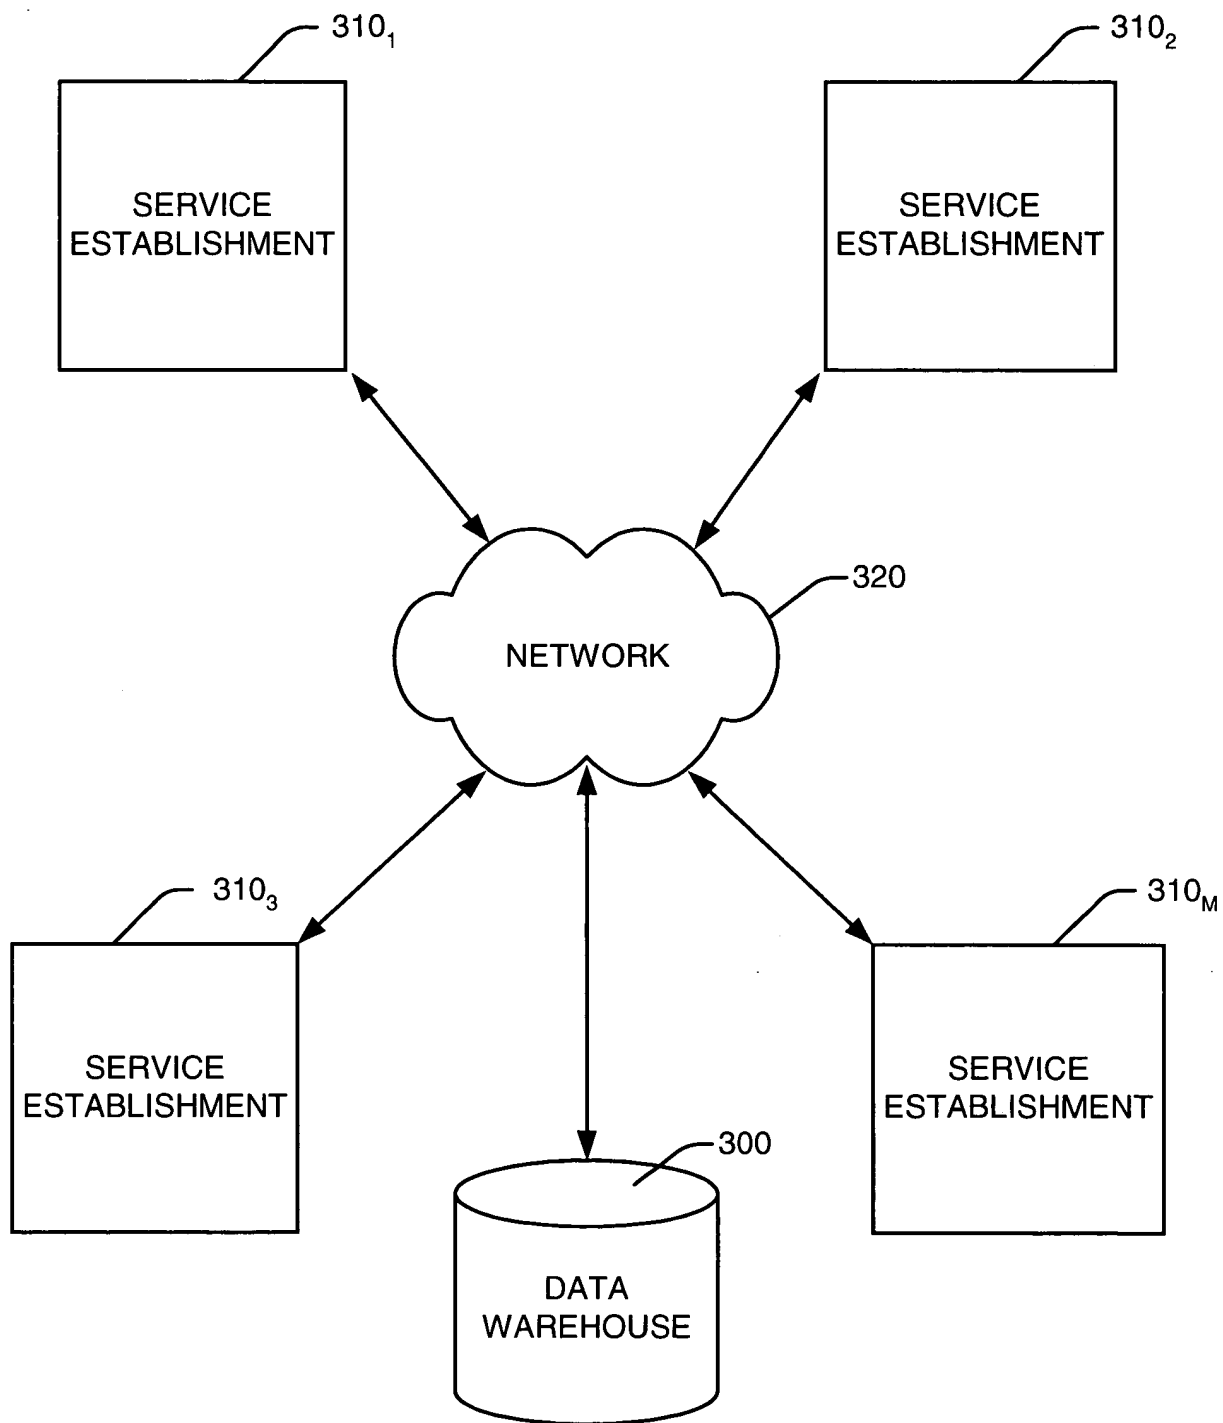 310₁
310₂
SERVICE
ESTABLISHMENT
SERVICE
ESTABLISHMENT
320
NETWORK
310₃
310M
SERVICE
ESTABLISHMENT
SERVICE
ESTABLISHMENT
300
DATA
WAREHOUSE